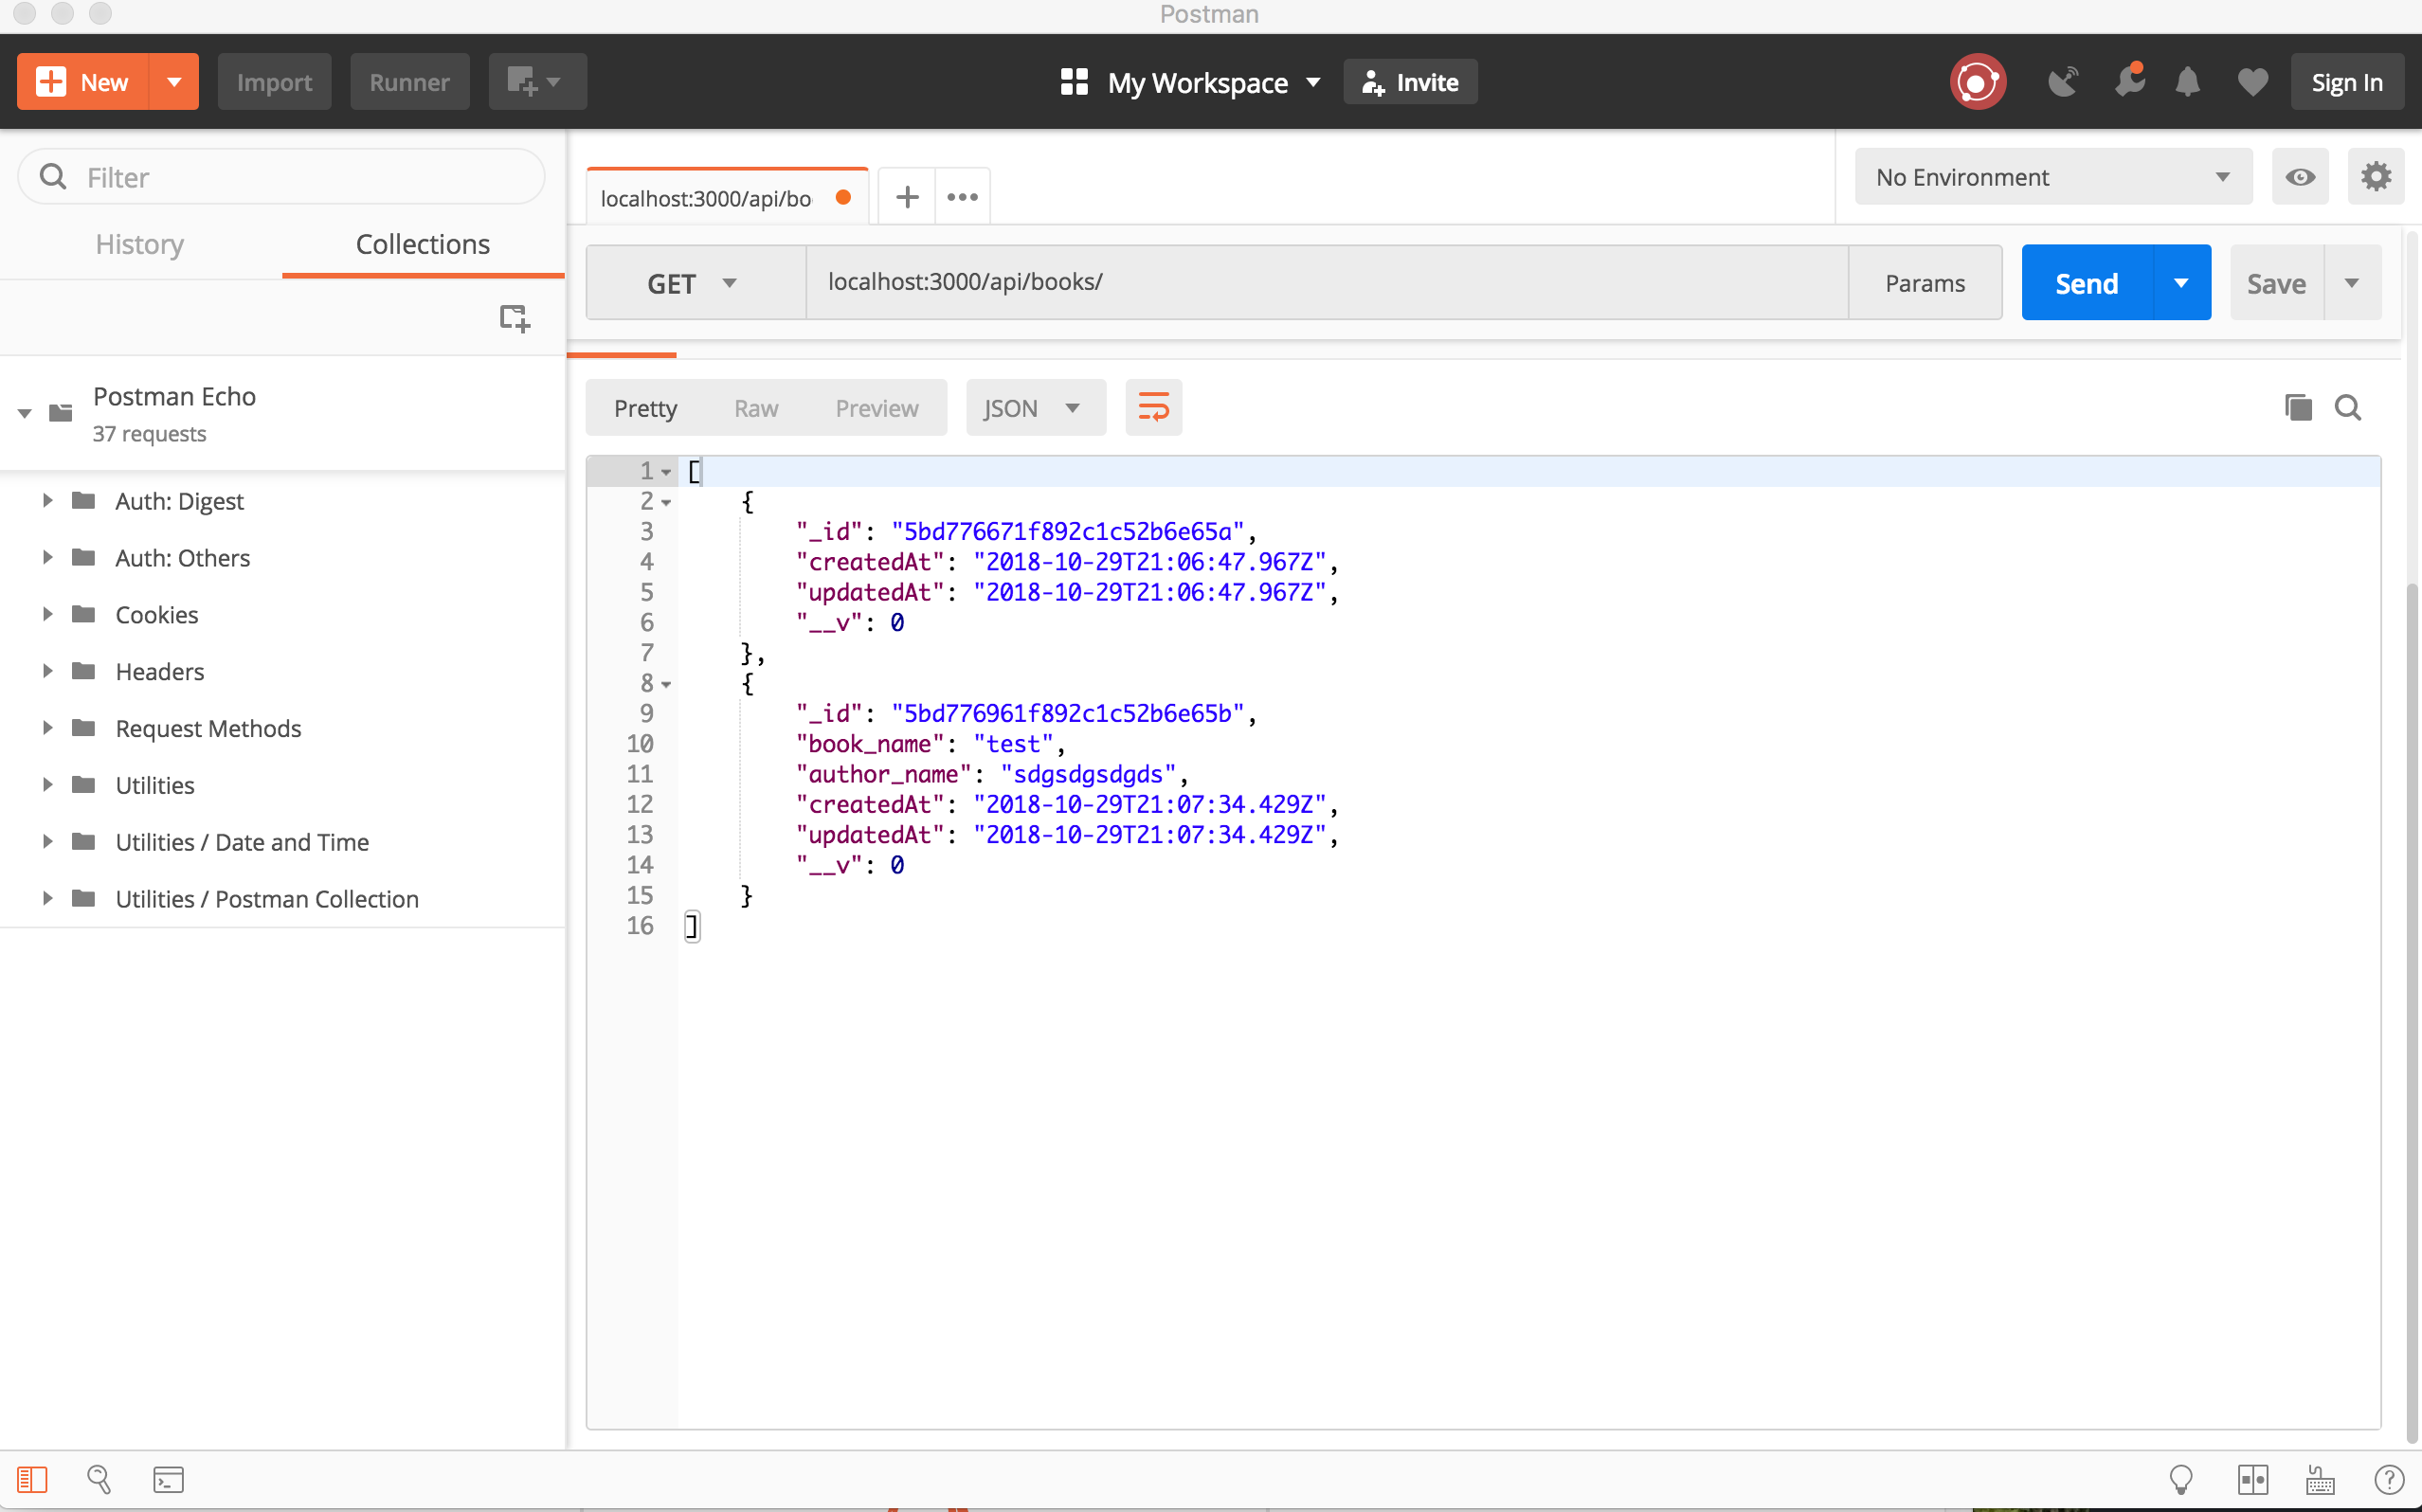 Postman
New
Import
Runner
My Workspace
Invite
Sign In
Filter
History
Collections
localhost:3000/api/bo
No Environment
GET
localhost:3000/api/books/
Params
Send
Save
Postman Echo
37 requests
Auth: Digest
Auth: Others
Cookies
Headers
Request Methods
Utilities
Utilities / Date and Time
Utilities / Postman Collection
Pretty
Raw
Preview
JSON
1 [
2 {
3 "_id": "5bd776671f892c1c52b6e65a",
4 "createdAt": "2018-10-29T21:06:47.967Z",
5 "updatedAt": "2018-10-29T21:06:47.967Z",
6 "__v": 0
7 },
8 {
9 "_id": "5bd776961f892c1c52b6e65b",
10 "book_name": "test",
11 "author_name": "sdgsdgsdgds",
12 "createdAt": "2018-10-29T21:07:34.429Z",
13 "updatedAt": "2018-10-29T21:07:34.429Z",
14 "__v": 0
15 }
16 ]